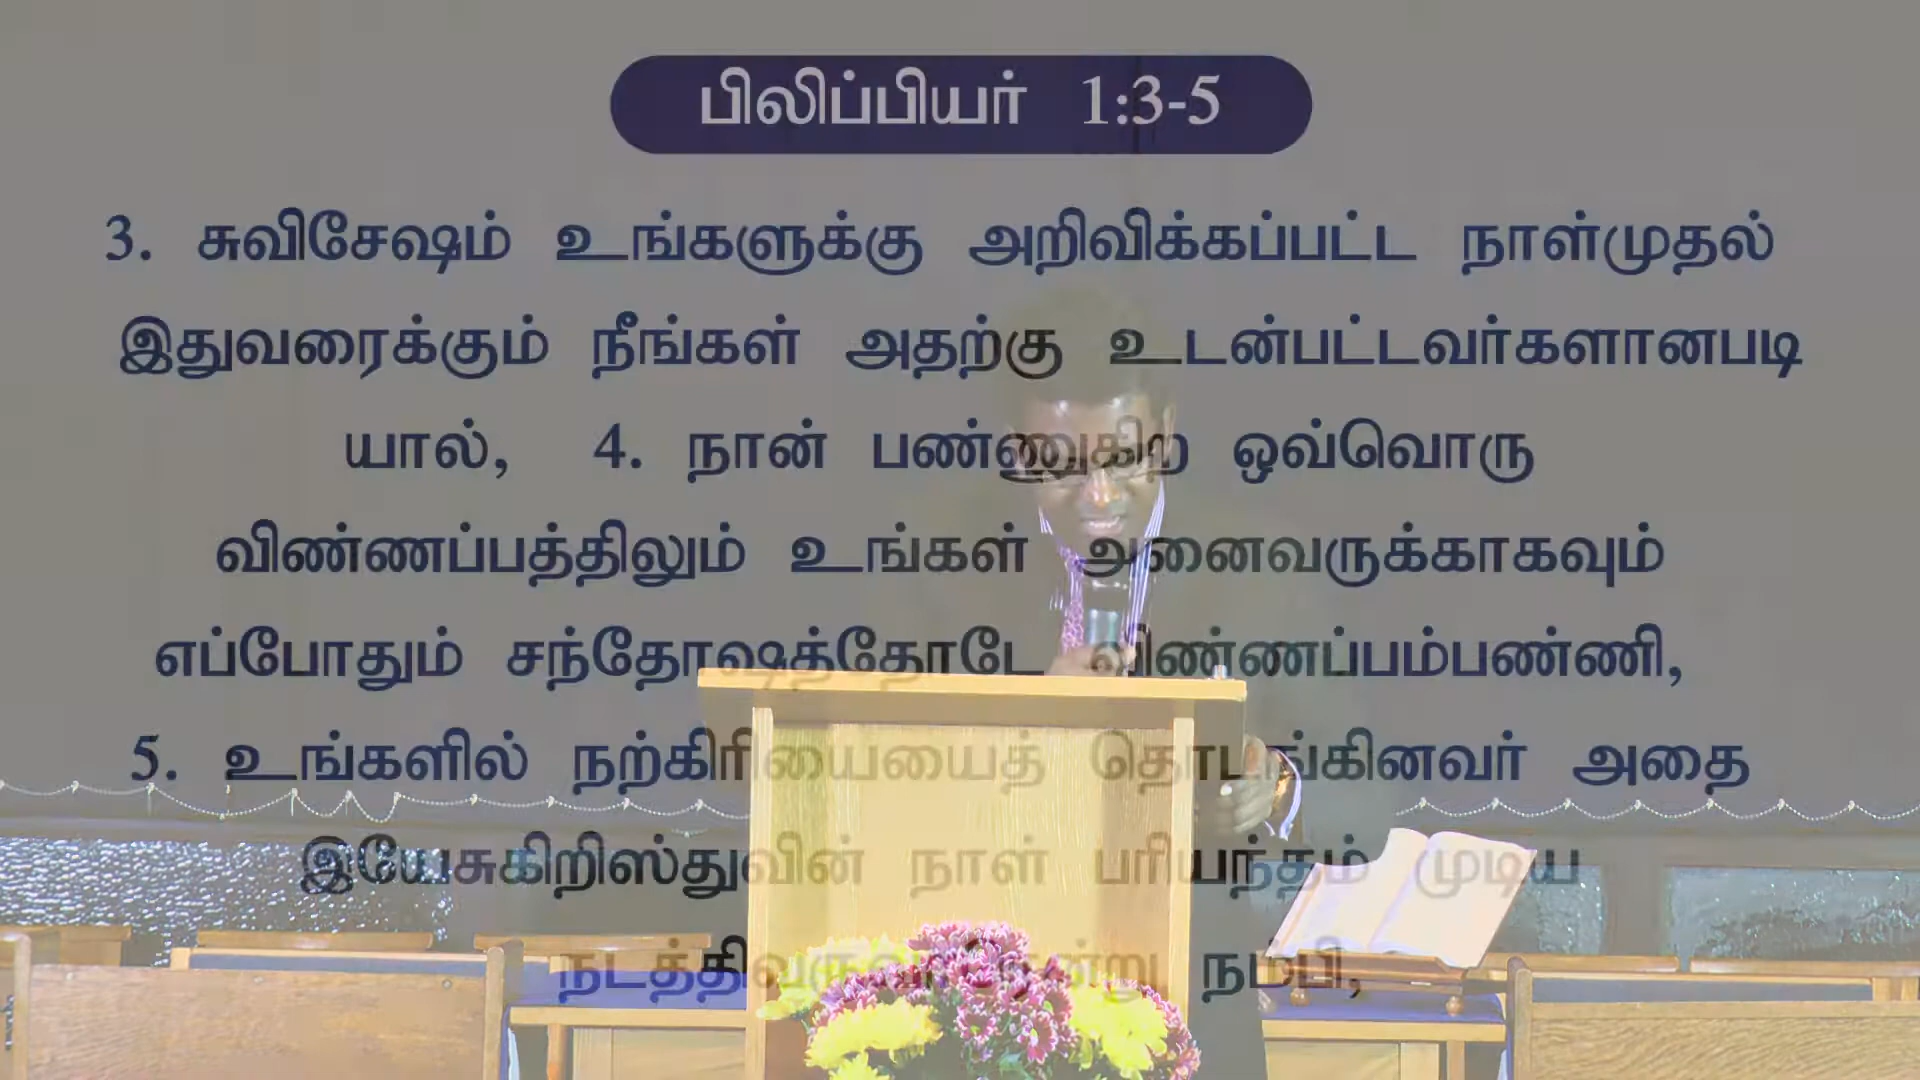 பிலிப்பியர் 1:3-5
3. சுவிசேஷம் உங்களுக்கு அறிவிக்கப்பட்ட நாள்முதல்
இதுவரைக்கும் நீங்கள் அதற்கு உடன்பட்டவர்களானபடி
யால், 4. நான் பண்ணுகிற ஒவ்வொரு
விண்ணப்பத்திலும் உங்கள் அனைவருக்காகவும்
எப்போதும் சந்தோஷத்தோடே விண்ணப்பம்பண்ணி,
5. உங்களில் நற்கிரியையைத் தொடங்கினவர் அதை
இயேசுகிறிஸ்துவின் நாள் பரியந்தம் முடிய
நடத்திவருவாரென்று நம்பி,